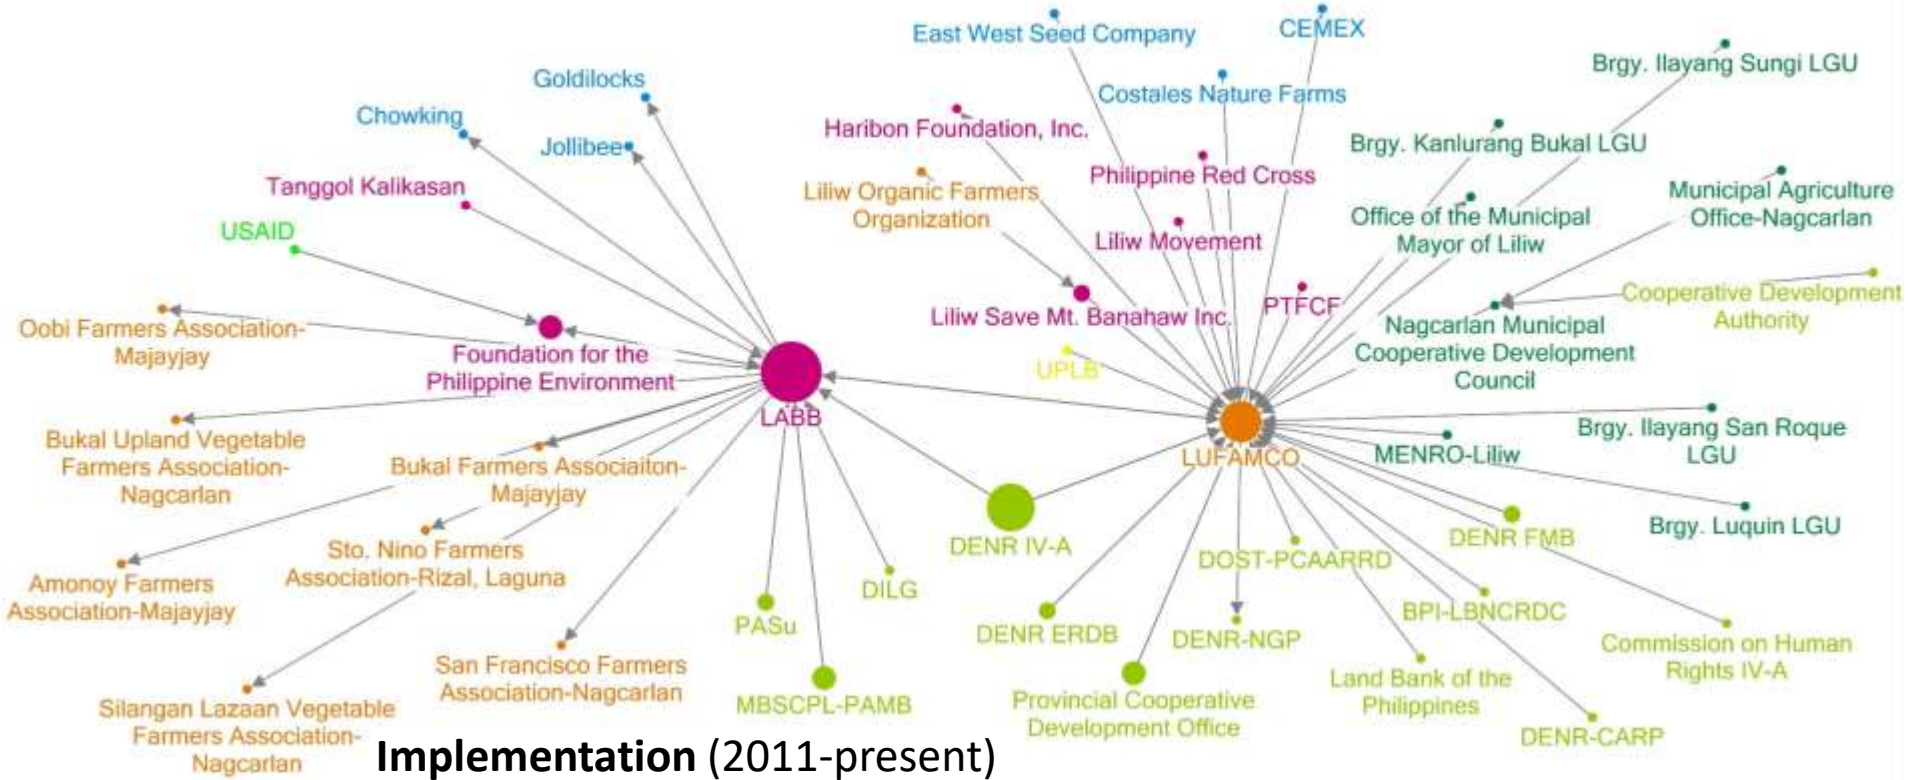 East West Seed Company
CEMEX
Brgy. Ilayang Sungi LGU
Goldilocks
Costales Nature Farms
Chowking
Haribon Foundation, Inc.
Brgy. Kanlurang Bukal LGU
Jollibee
Philippine Red Cross
Tanggol Kalikasan
Liliw Organic Farmers
Organization
Municipal Agriculture
Office-Nagcarlan
Office of the Municipal
Mayor of Liliw
USAID
Liliw Movement
Cooperative Development
Authority
PTFCF
Liliw Save Mt. Banahaw Inc.
Oobi Farmers Association-
Majayjay
Nagcarlan Municipal
Cooperative Development
Council
Foundation for the
Philippine Environment
UPLB
LABB
Brgy. Ilayang San Roque
LGU
Bukal Upland Vegetable
Farmers Association-
Nagcarlan
MENRO-Liliw
LUFAMCO
Bukal Farmers Associaiton-
Majayjay
Brgy. Luquin LGU
DENR FMB
DENR IV-A
Sto. Nino Farmers
Association-Rizal, Laguna
DOST-PCAARRD
Amonoy Farmers
Association-Majayjay
DILG
BPI-LBNCRDC
PASu
DENR ERDB
DENR-NGP
Commission on Human
Rights IV-A
San Francisco Farmers
Association-Nagcarlan
Land Bank of the
Philippines
MBSCPL-PAMB
Provincial Cooperative
Development Office
Silangan Lazaan Vegetable
Farmers Association-
Nagcarlan
DENR-CARP
Implementation (2011-present)